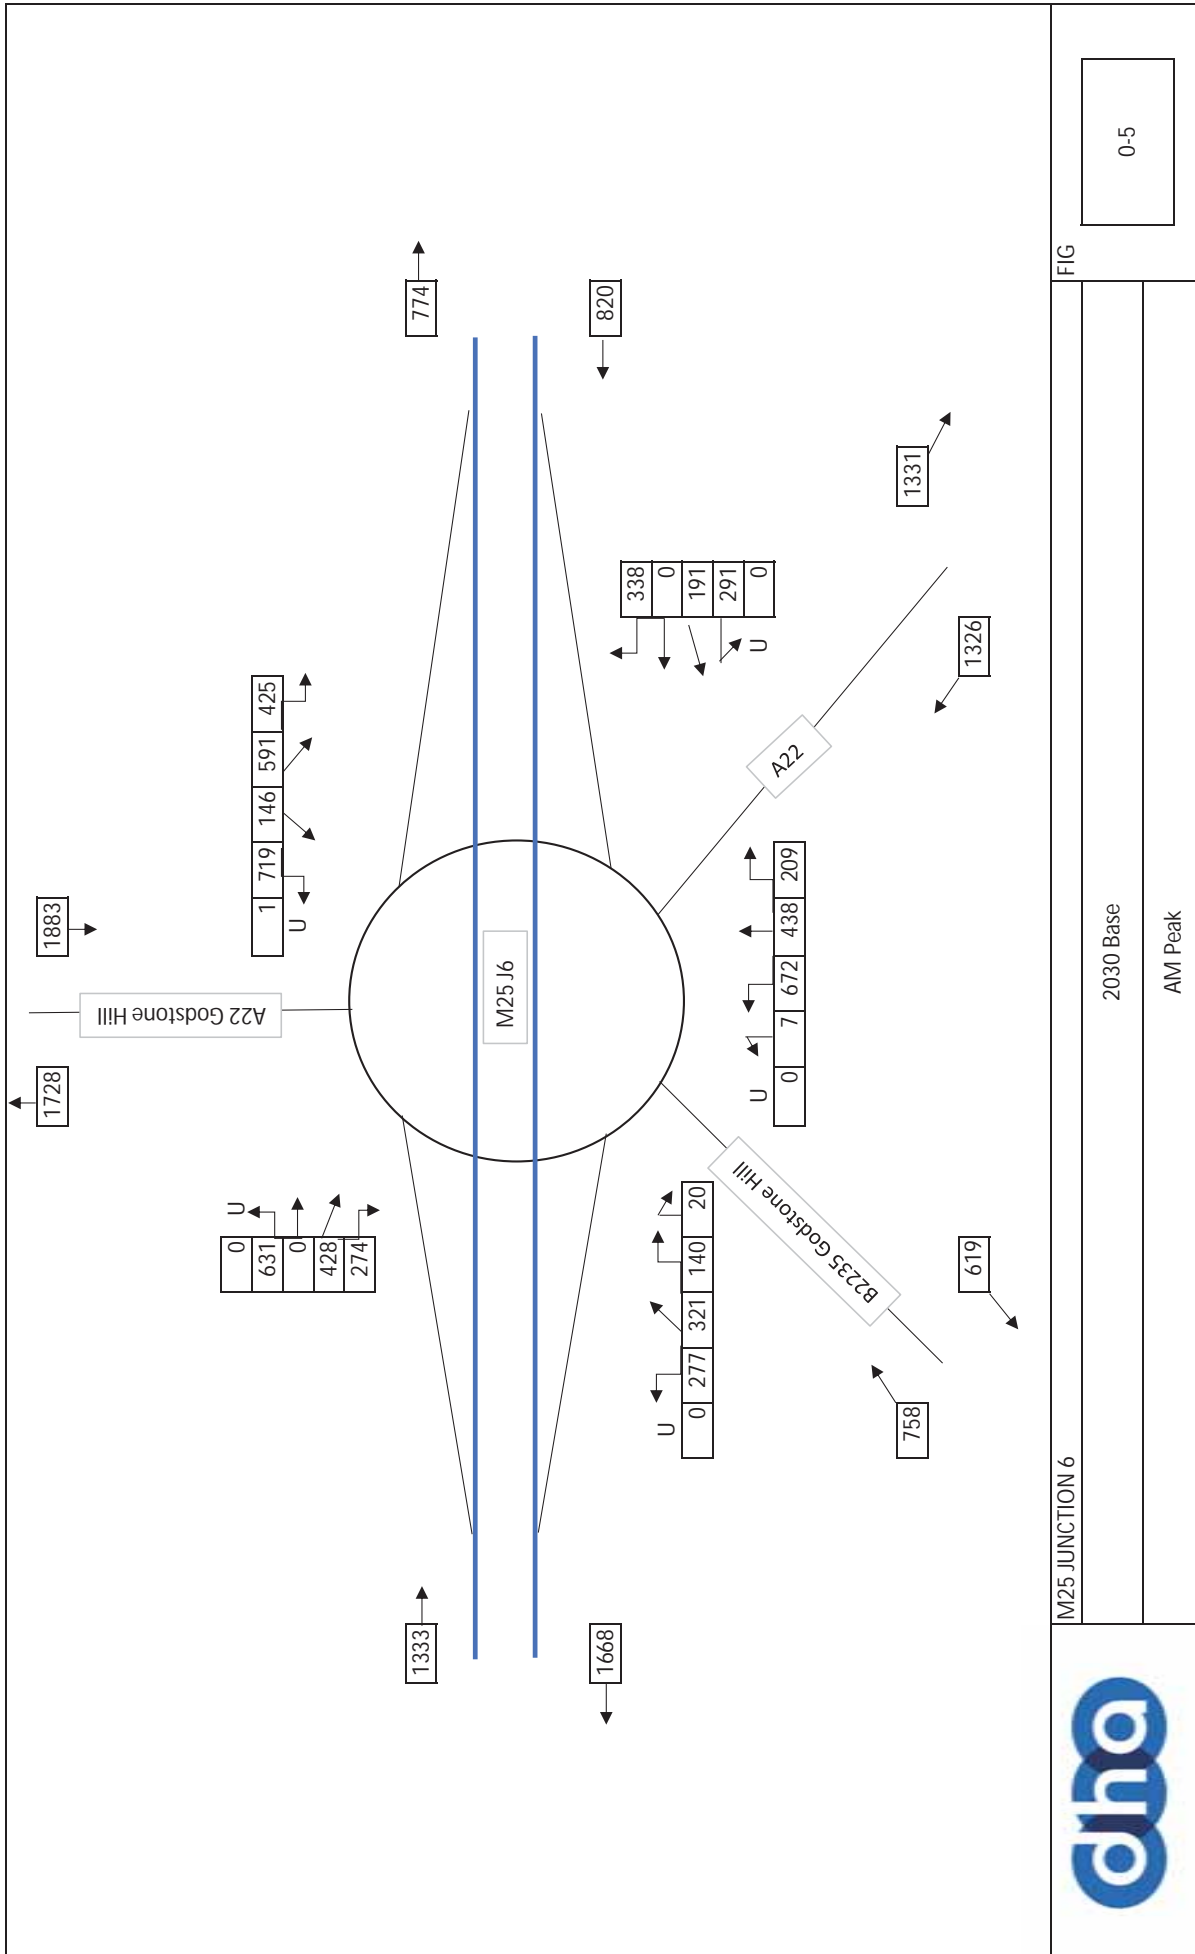 1728
1883
A22 Godstone Hill
0 U
631
0
428
274
1 719 146 591 425
U
1333
774
M25 J6
1668
820
338
0
191
291
0
U
U
0 277 321 140 20
U
0 7 672 438 209
B2235 Godstone Hill
A22
758
1331
619
1326
dha
M25 JUNCTION 6
2030 Base
AM Peak
FIG
0-5